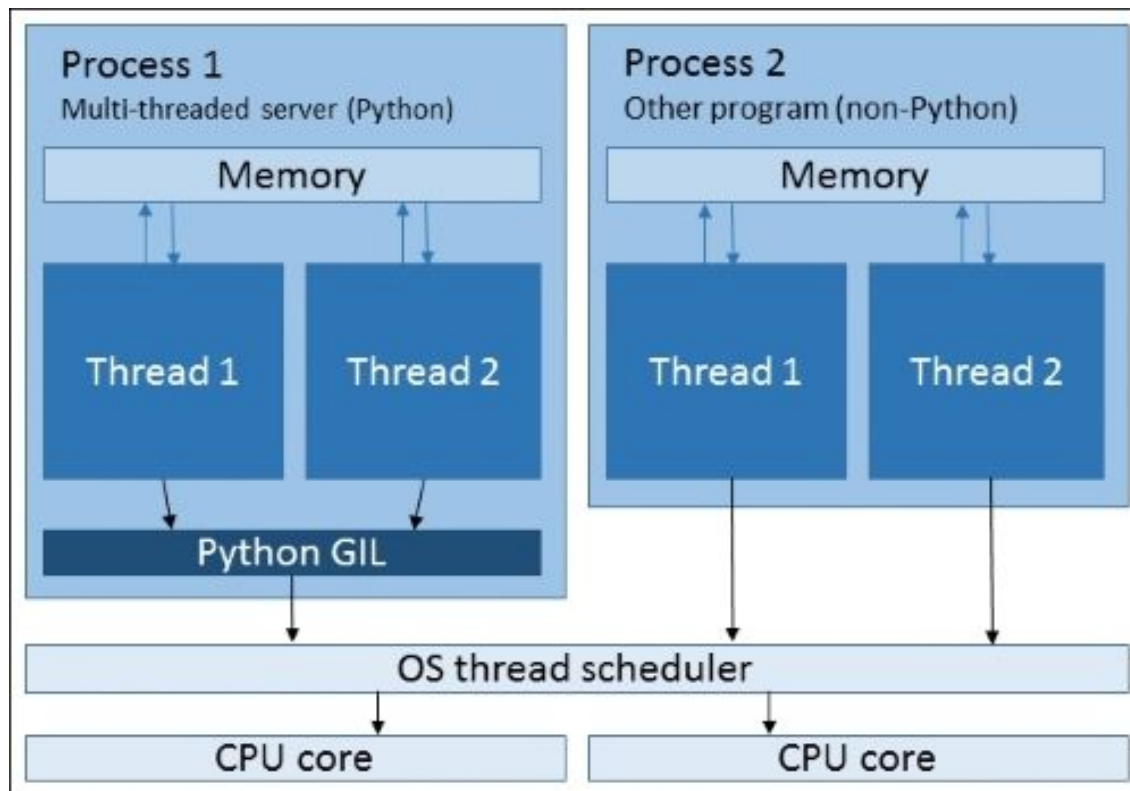 Process 1
Multi-threaded server (Python)
Memory
Thread 1
Thread 2
Python GIL
Process 2
Other program (non-Python)
Memory
Thread 1
Thread 2
OS thread scheduler
CPU core
CPU core